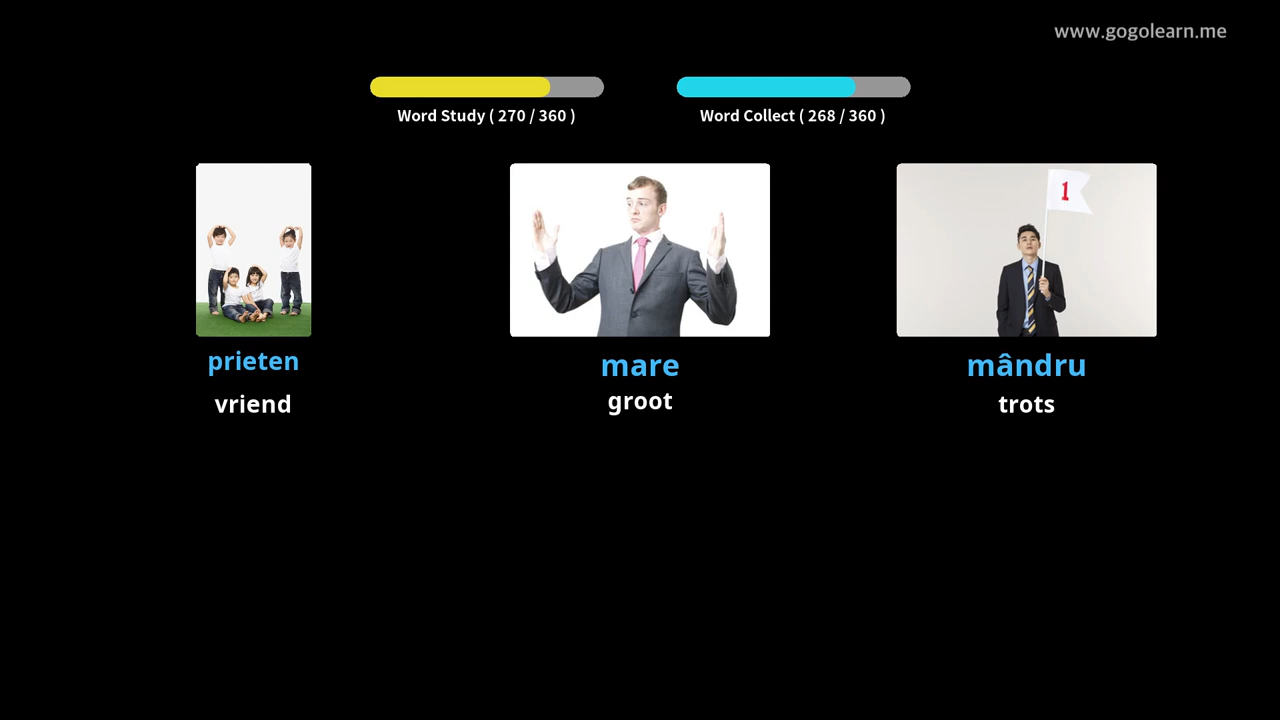 www.gogolearn.me
Word Study ( 270 / 360 )
Word Collect ( 268 / 360 )
1
prieten
vriend
mare
groot
mândru
trots